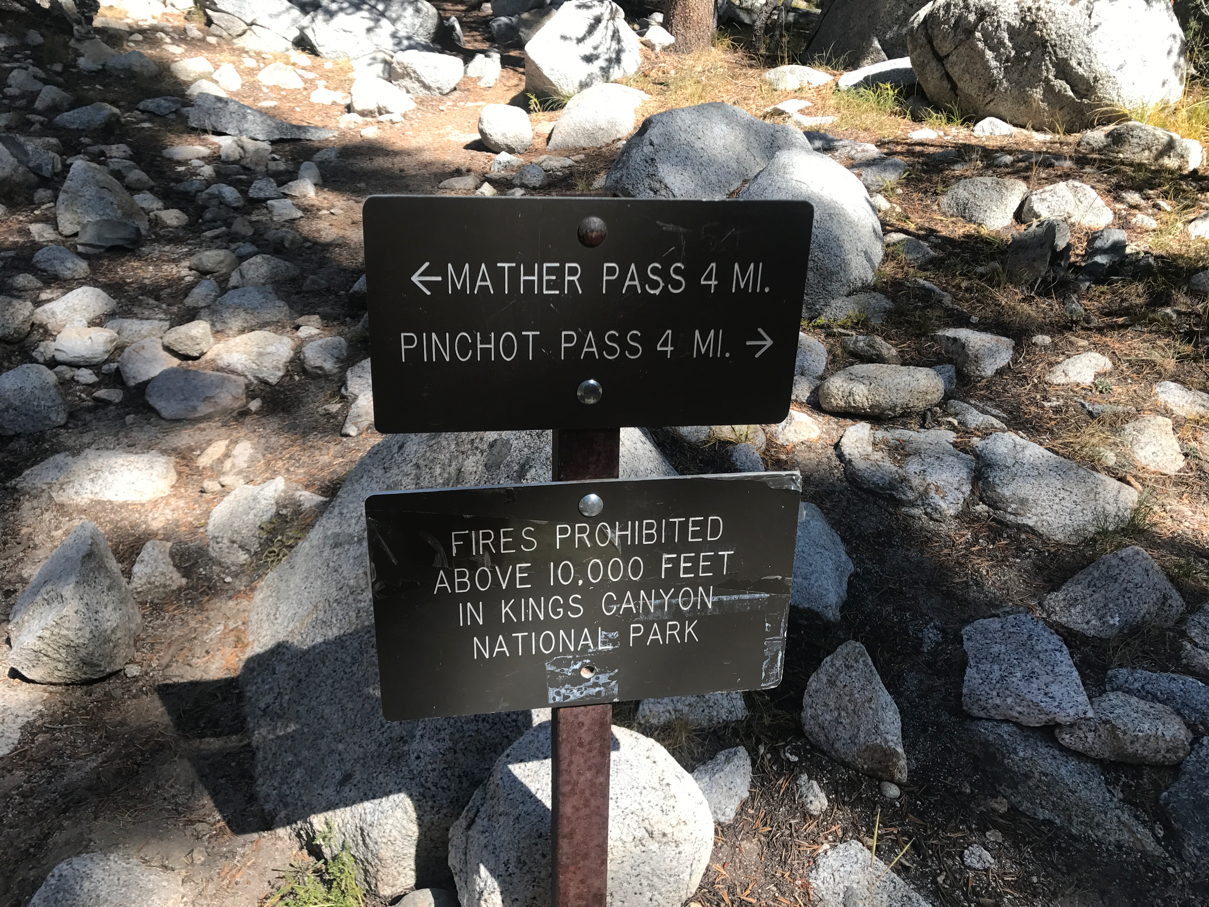 ←MATHER PASS 4 MI.
PINCHOT PASS 4 MI.→
FIRES PROHIBITED
ABOVE 10,000 FEET
IN KINGS CANYON
NATIONAL PARK